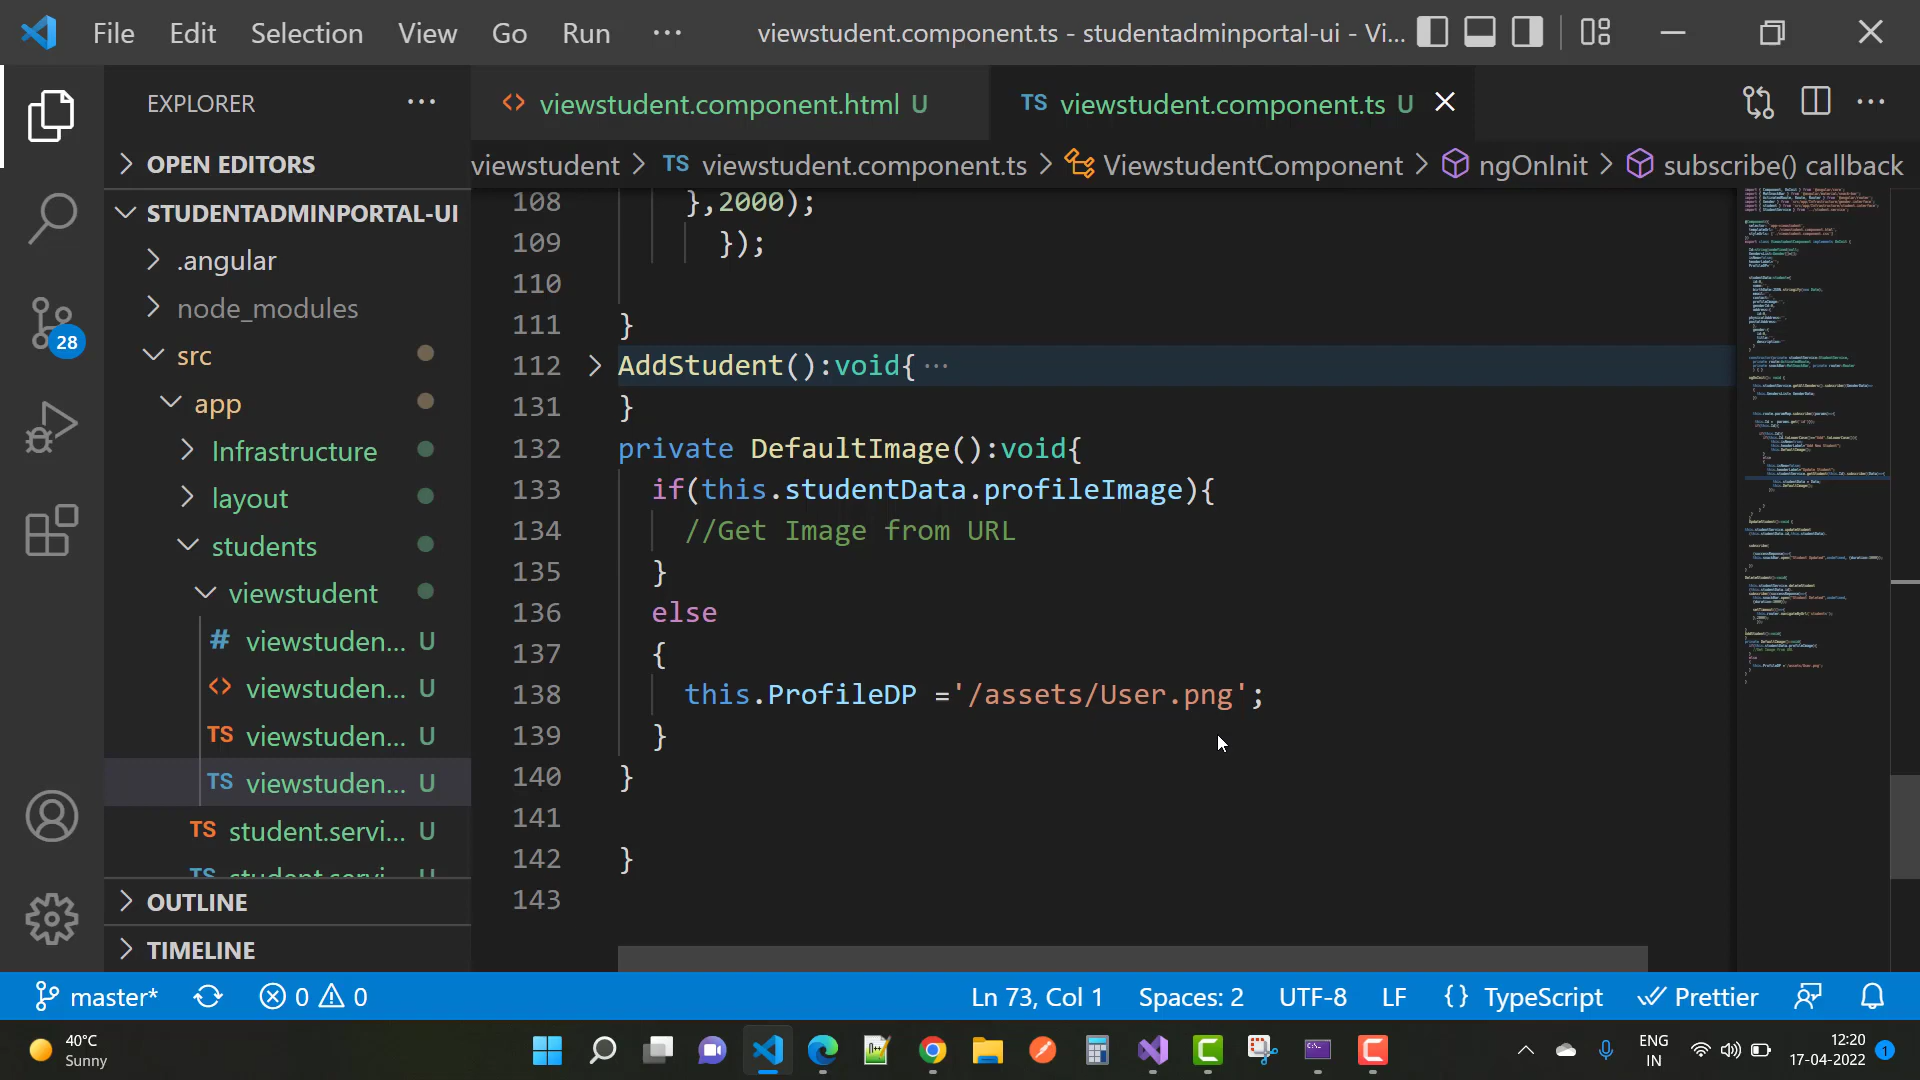 File Edit Selection View Go Run ··· viewstudent.component.ts - studentadminportal-ui - Vi...
EXPLORER ···
viewstudent.component.html U
TS viewstudent.component.ts U
OPEN EDITORS
viewstudent > TS viewstudent.component.ts > ViewstudentComponent > ngOnInit > subscribe() callback
STUDENTADMINPORTAL-UI
.angular
node_modules
src
app
Infrastructure
layout
students
viewstudent
# viewstuden... U
<> viewstuden... U
TS viewstuden... U
TS viewstuden... U
TS student.servi... U
OUTLINE
TIMELINE
108 },2000);
109 });
110
111 }
112 AddStudent():void{ ···
131 }
132 private DefaultImage():void{
133 if(this.studentData.profileImage){
134 //Get Image from URL
135 }
136 else
137 {
138 this.ProfileDP ='/assets/User.png';
139 }
140 }
141
142 }
143
28
master* 0 0 Ln 73, Col 1 Spaces: 2 UTF-8 LF {} TypeScript Prettier
40°C
Sunny
ENG
IN
12:20
17-04-2022
1